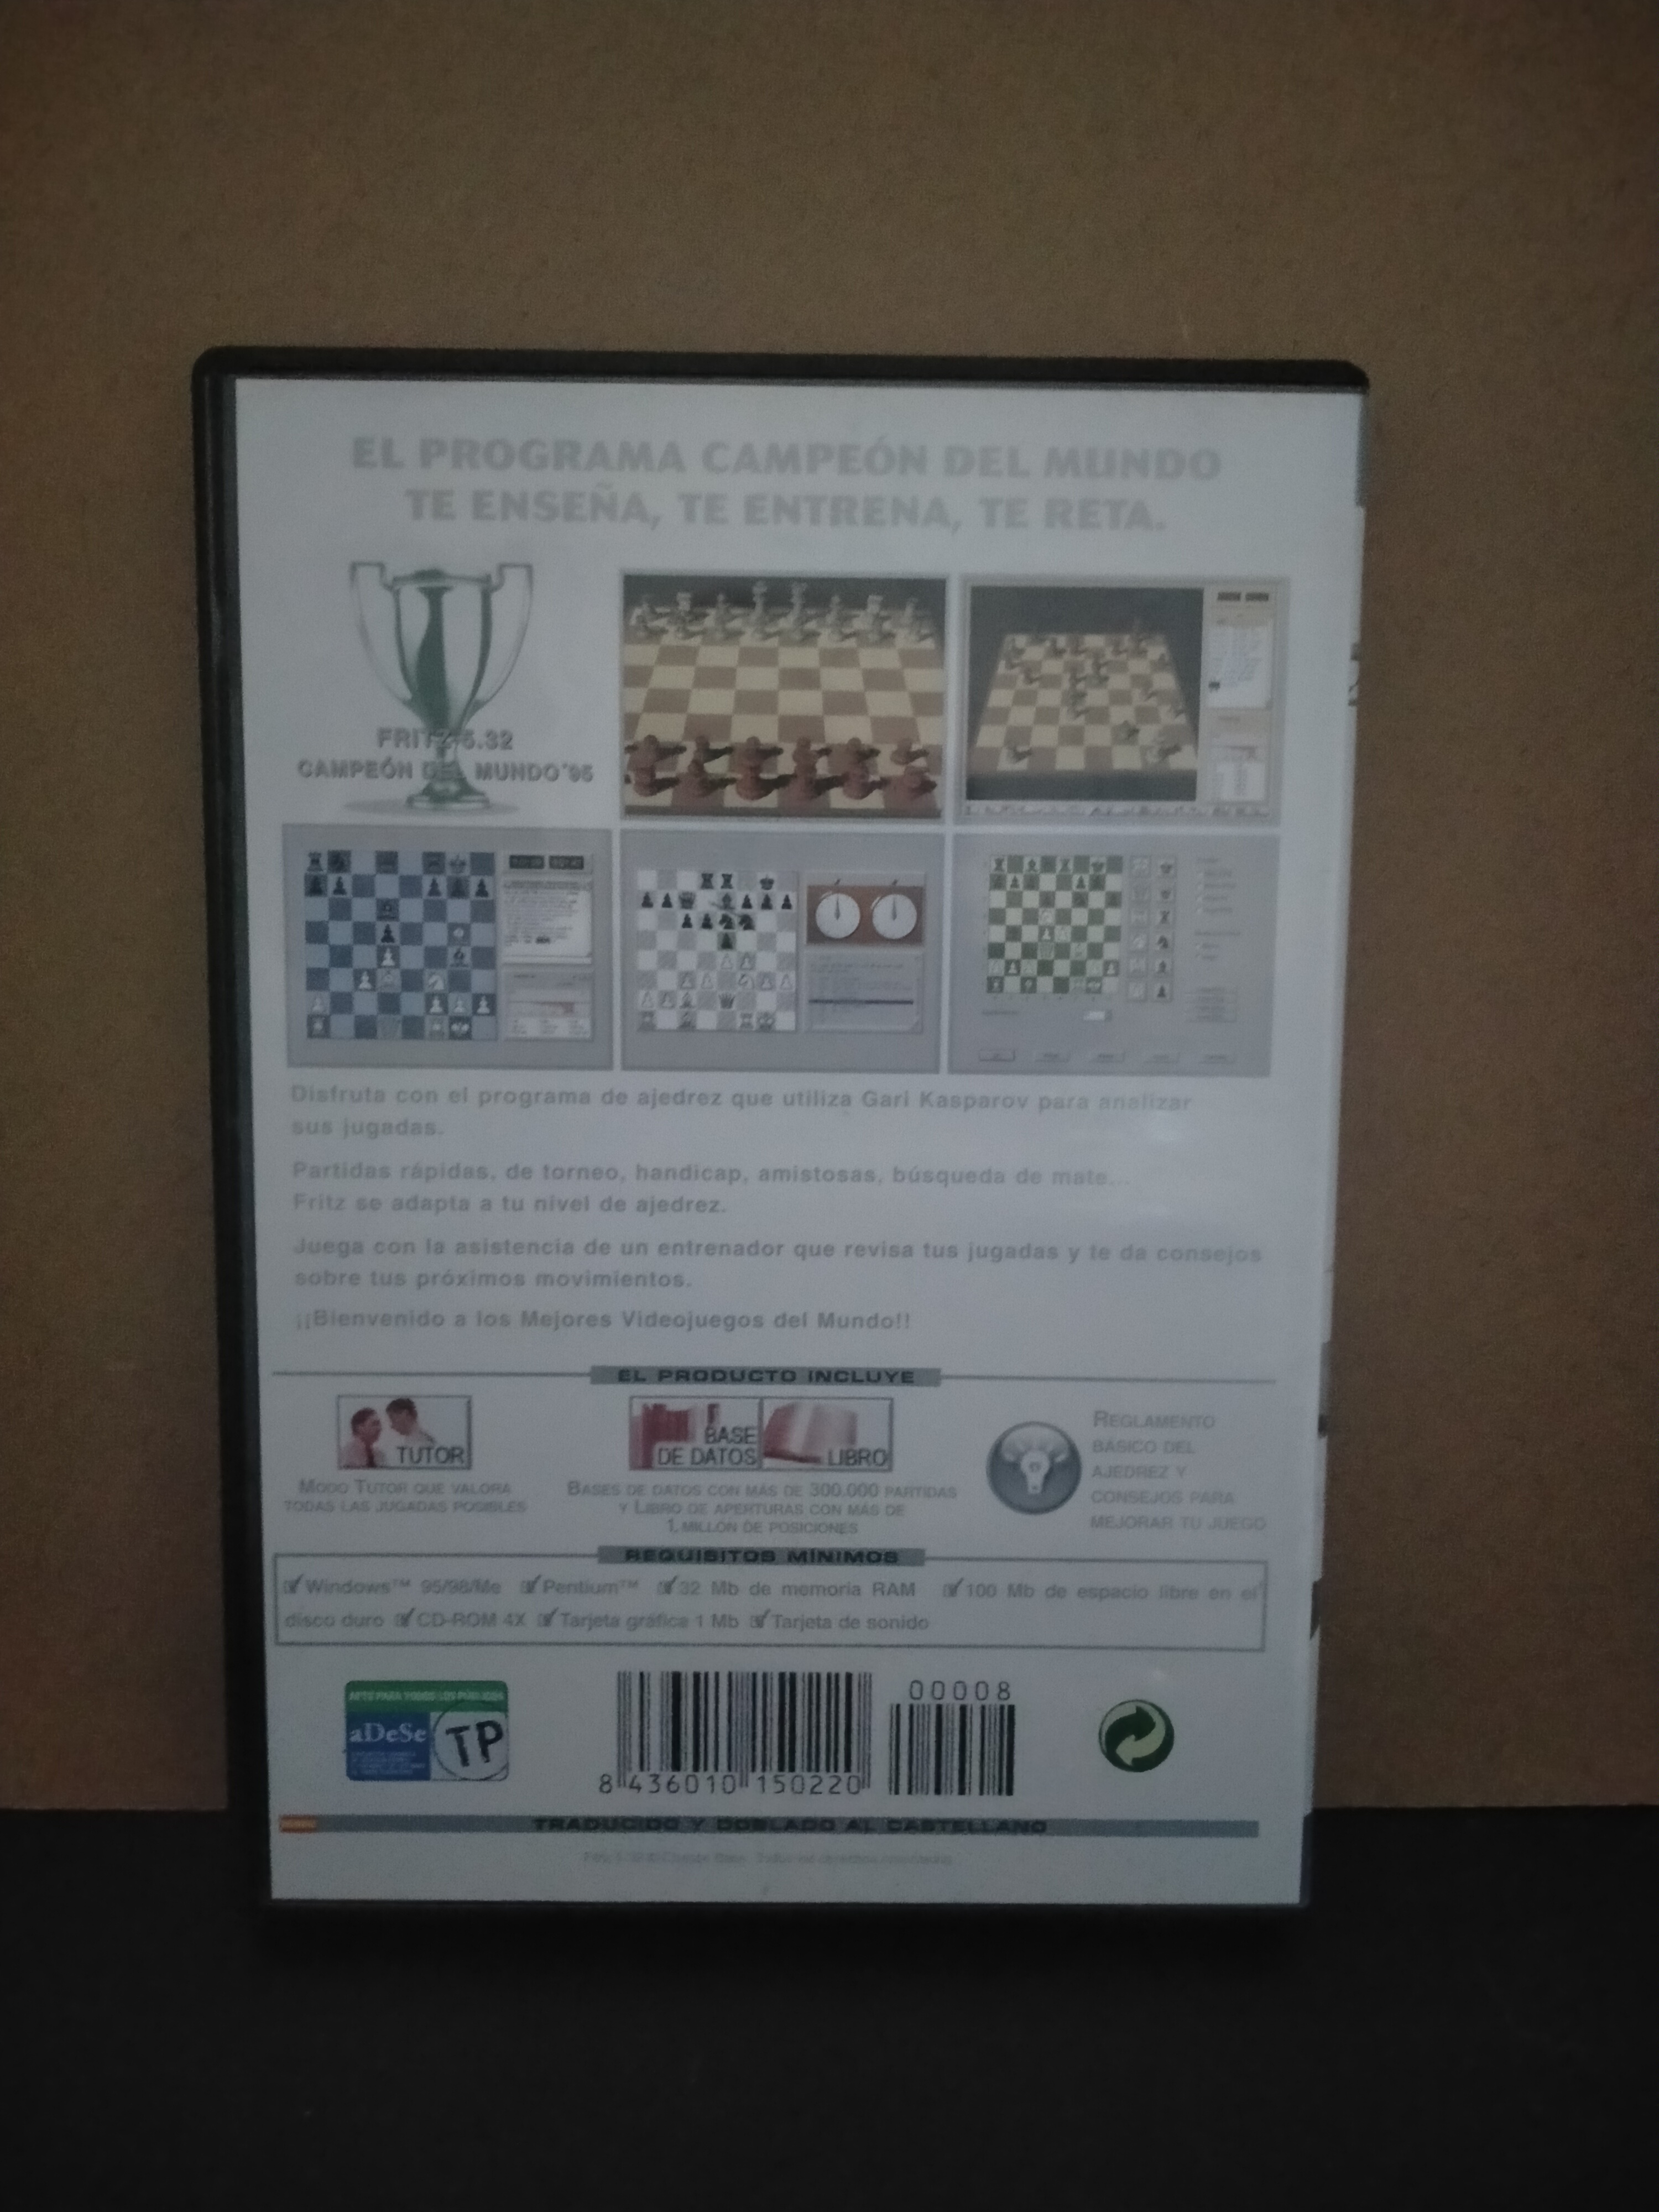 EL PROGRAMA CAMPEÓN DEL MUNDO
TE ENSEÑA, TE ENTRENA, TE RETA.
FRITZ 5.32
CAMPEÓN DEL MUNDO'95
Disfruta con el programa de ajedrez que utiliza Gari Kasparov para analizar
sus jugadas.
Partidas rápidas, de torneo, handicap, amistosas, búsqueda de mate...
Fritz se adapta a tu nivel de ajedrez.
Juega con la asistencia de un entrenador que revisa tus jugadas y te da consejos
sobre tus próximos movimientos.
¡¡Bienvenido a los Mejores Videojuegos del Mundo!!
EL PRODUCTO INCLUYE
TUTOR
MODO TUTOR QUE VALORA
TODAS LAS JUGADAS POSIBLES
BASE
DE DATOS
LIBRO
BASES DE DATOS CON MÁS DE 300.000 PARTIDAS
Y LIBRO DE APERTURAS CON MÁS DE
1 MILLÓN DE POSICIONES
REGLAMENTO
BÁSICO DEL
AJEDREZ Y
CONSEJOS PARA
MEJORAR TU JUEGO
REQUISITOS MÍNIMOS
Windows™ 95/98/Me Pentium™ 32 Mb de memoria RAM 100 Mb de espacio libre en el
disco duro CD-ROM 4X Tarjeta gráfica 1 Mb Tarjeta de sonido
APTO PARA TODOS LOS PÚBLICOS
aDeSe
TP
00008
8 436010 150220
TRADUCIDO Y DOBLADO AL CASTELLANO